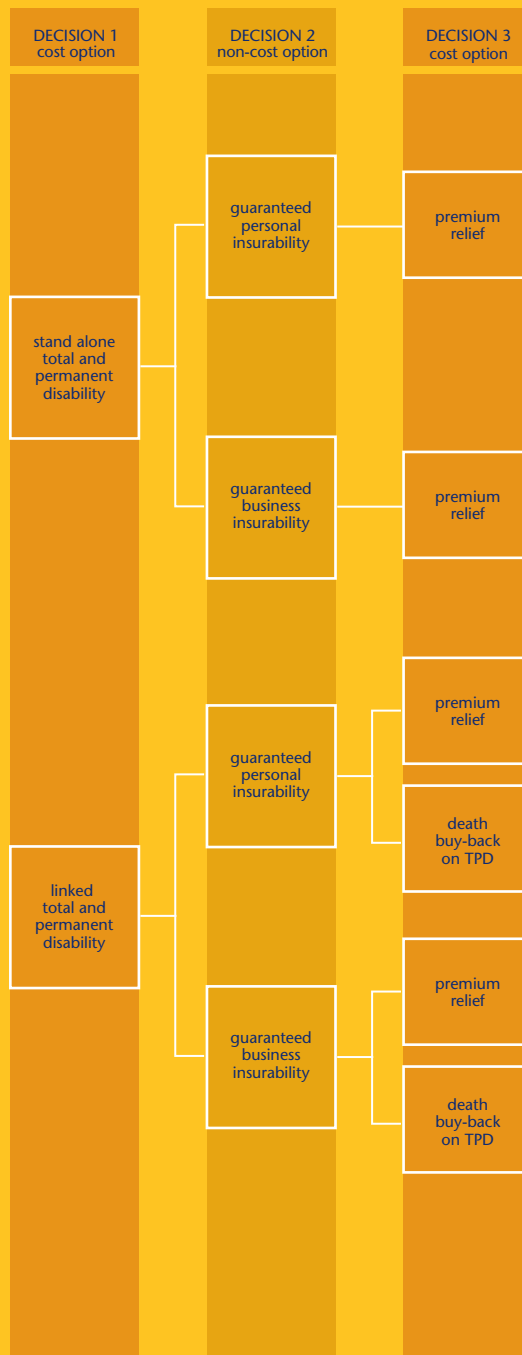 DECISION 1
cost option
DECISION 2
non-cost option
DECISION 3
cost option
guaranteed
personal
insurability
premium
relief
stand alone
total and
permanent
disability
guaranteed
business
insurability
premium
relief
guaranteed
personal
insurability
premium
relief
death
buy-back
on TPD
linked
total and
permanent
disability
guaranteed
business
insurability
premium
relief
death
buy-back
on TPD